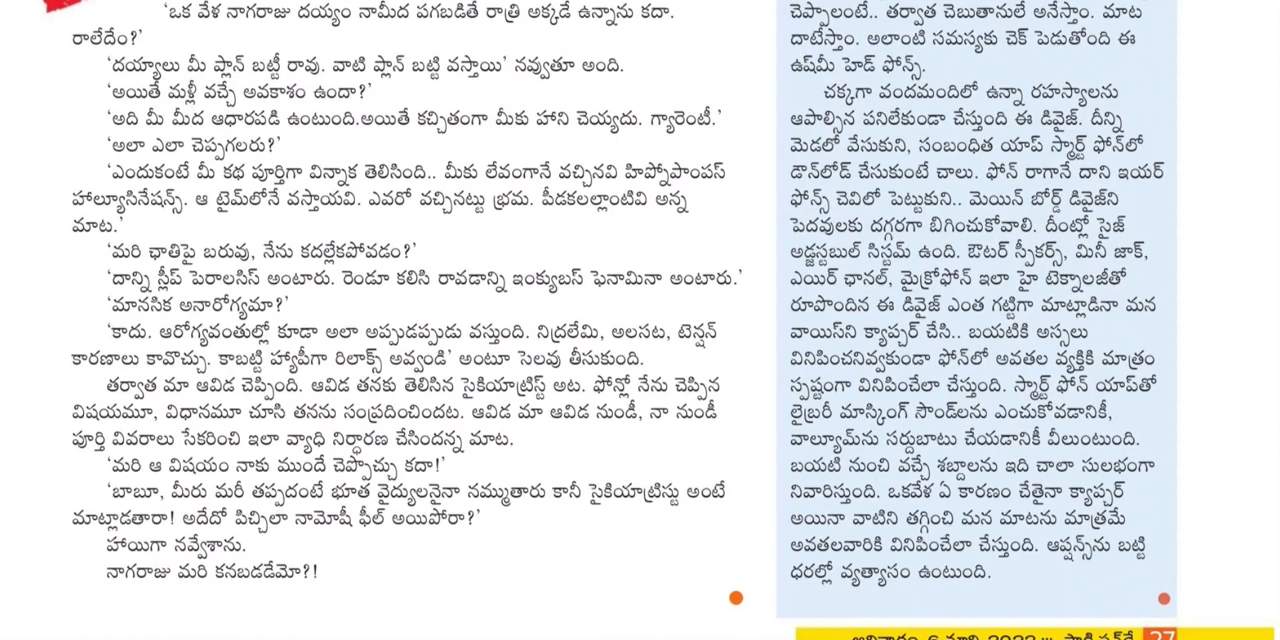 ‘ఒక వేళ నాగరాజు దయ్యం నామీద పగబడితే రాత్రి అక్కడే ఉన్నాను కదా.
రాలేదేం?’
‘దయ్యాలు మీ ప్లాన్ బట్టీ రావు. వాటి ప్లాన్ బట్టి వస్తాయి’ నవ్వుతూ అంది.
‘అయితే మళ్లీ వచ్చే అవకాశం ఉందా?’
‘అది మీ మీద ఆధారపడి ఉంటుంది.అయితే కచ్చితంగా మీకు హాని చెయ్యదు. గ్యారెంటీ.’
‘అలా ఎలా చెప్పగలరు?’
‘ఎందుకంటే మీ కథ పూర్తిగా విన్నాక తెలిసింది.. మీకు లేవంగానే వచ్చినవి హిప్నోపాంపస్
హాల్యూసినేషన్స్. ఆ టైమ్‌లోనే వస్తాయవి. ఎవరో వచ్చినట్టు భ్రమ. పీడకలల్లాంటివి అన్న
మాట.’
‘మరి ఛాతిపై బరువు, నేను కదల్లేకపోవడం?’
‘దాన్ని స్లీప్ పెరాలసిస్ అంటారు. రెండూ కలిసి రావడాన్ని ఇంక్యుబస్ ఫెనామినా అంటారు.’
‘మానసిక అనారోగ్యమా?’
‘కాదు. ఆరోగ్యవంతుల్లో కూడా అలా అప్పుడప్పుడు వస్తుంది. నిద్రలేమి, అలసట, టెన్షన్
కారణాలు కావొచ్చు. కాబట్టి హ్యాపీగా రిలాక్స్ అవ్వండి’ అంటూ సెలవు తీసుకుంది.
తర్వాత మా ఆవిడ చెప్పింది. ఆవిడ తనకు తెలిసిన సైకియాట్రిస్ట్ అట. ఫోన్లో నేను చెప్పిన
విషయమూ, విధానమూ చూసి తనను సంప్రదించిందట. ఆవిడ మా ఆవిడ నుండీ, నా నుండీ
పూర్తి వివరాలు సేకరించి ఇలా వ్యాధి నిర్ధారణ చేసిందన్న మాట.
‘మరి ఆ విషయం నాకు ముందే చెప్పొచ్చు కదా!’
‘బాబూ, మీరు మరీ తప్పదంటే భూత వైద్యులనైనా నమ్ముతారు కానీ సైకియాట్రిస్టు అంటే
మాట్లాడతారా! అదేదో పిచ్చిలా నామోషీ ఫీల్ అయిపోరా?’
హాయిగా నవ్వేశాను.
నాగరాజు మరి కనబడడేమో?!
చెప్పాలంటే.. తర్వాత చెబుతానులే అనేస్తాం. మాట
దాటేస్తాం. అలాంటి సమస్యకు చెక్ పెడుతోంది ఈ
ఉష్‌మీ హెడ్ ఫోన్స్.
చక్కగా వందమందిలో ఉన్నా రహస్యాలను
ఆపాల్సిన పనిలేకుండా చేస్తుంది ఈ డివైజ్. దీన్ని
మెడలో వేసుకుని, సంబంధిత యాప్ స్మార్ట్ ఫోన్‌లో
డౌన్‌లోడ్ చేసుకుంటే చాలు. ఫోన్ రాగానే దాని ఇయర్
ఫోన్స్ చెవిలో పెట్టుకుని.. మెయిన్ బోర్డ్ డివైజ్‌ని
పెదవులకు దగ్గరగా బిగించుకోవాలి. దీంట్లో సైజ్
అడ్జస్టబుల్ సిస్టమ్ ఉంది. ఔటర్ స్పీకర్స్, మినీ జాక్,
ఎయిర్ ఛానల్, మైక్రోఫోన్ ఇలా హై టెక్నాలజీతో
రూపొందిన ఈ డివైజ్ ఎంత గట్టిగా మాట్లాడినా మన
వాయిస్‌ని క్యాప్చర్ చేసి.. బయటికి అస్సలు
వినిపించనివ్వకుండా ఫోన్‌లో అవతల వ్యక్తికి మాత్రం
స్పష్టంగా వినిపించేలా చేస్తుంది. స్మార్ట్ ఫోన్ యాప్‌తో
లైబ్రరీ మాస్కింగ్ సౌండ్‌లను ఎంచుకోవడానికీ,
వాల్యూమ్‌ను సర్దుబాటు చేయడానికీ వీలుంటుంది.
బయటి నుంచి వచ్చే శబ్దాలను ఇది చాలా సులభంగా
నివారిస్తుంది. ఒకవేళ ఏ కారణం చేతైనా క్యాప్చర్
అయినా వాటిని తగ్గించి మన మాటను మాత్రమే
అవతలవారికి వినిపించేలా చేస్తుంది. ఆప్షన్స్‌ను బట్టి
ధరల్లో వ్యత్యాసం ఉంటుంది.
27